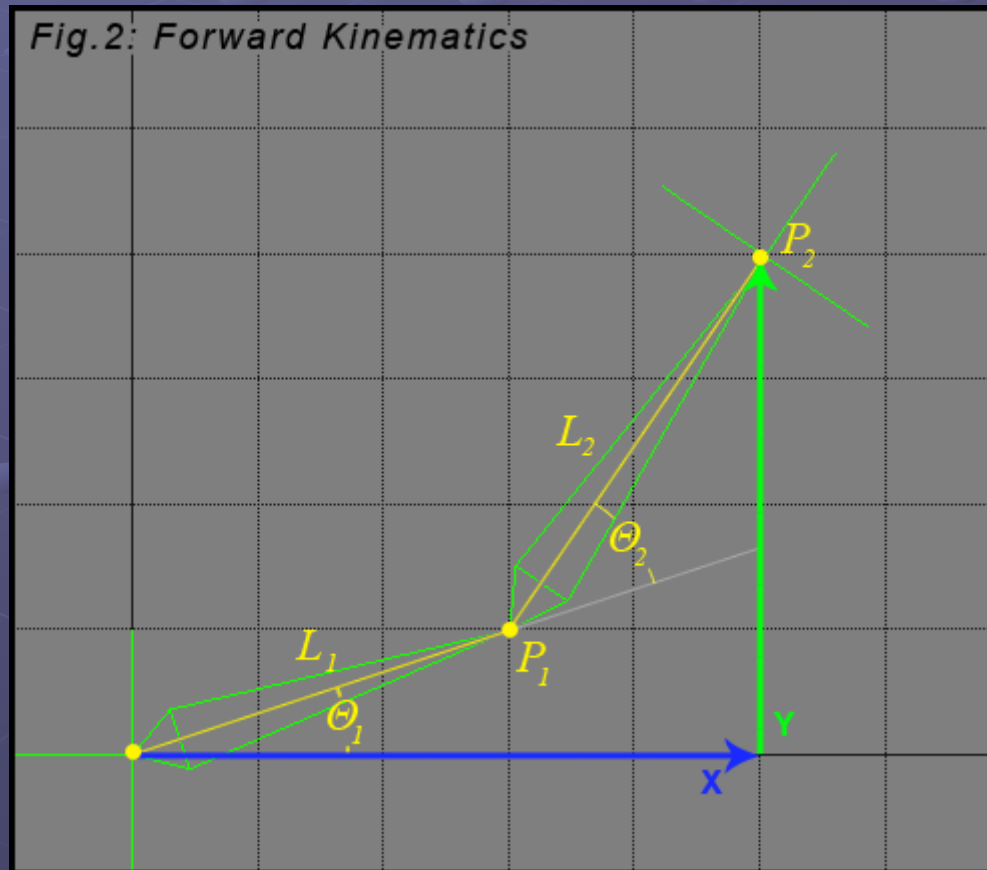 Fig.2: Forward Kinematics
P₂
L₂
Θ₂
L₁
P₁
Θ₁
Y
X